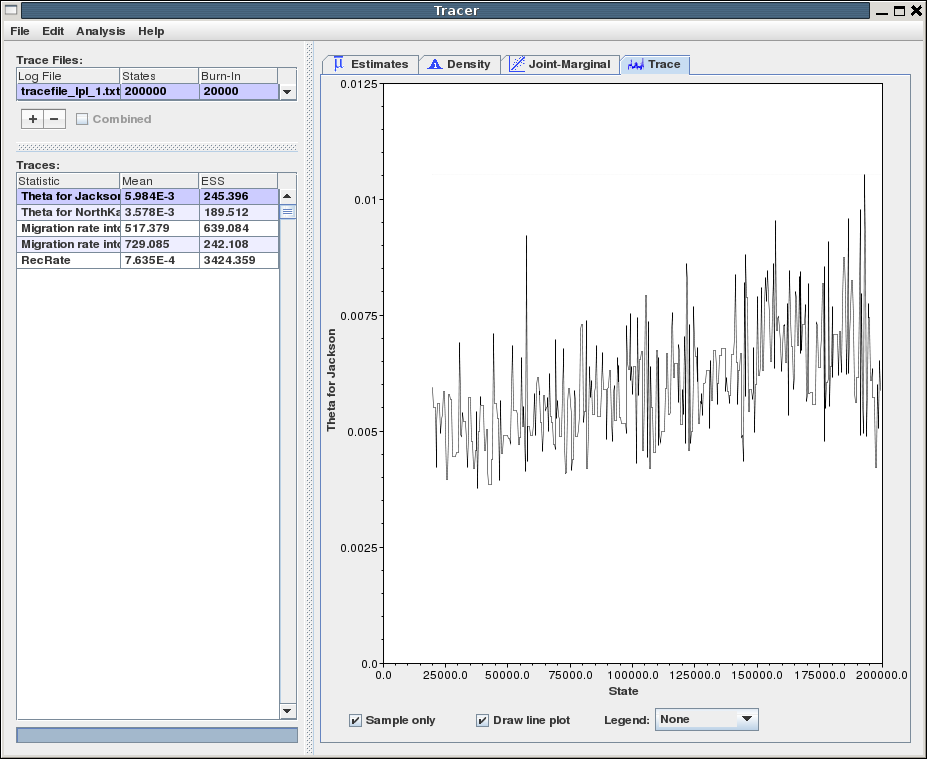 Tracer
File Edit Analysis Help
Trace Files:
Log File States Burn-In
tracefile_lpl_1.txt 200000 20000
+ − Combined
Traces:
Statistic Mean ESS
Theta for Jackson 5.984E-3 245.396
Theta for NorthKa 3.578E-3 189.512
Migration rate into 517.379 639.084
Migration rate into 729.085 242.108
RecRate 7.635E-4 3424.359
Estimates Density Joint-Marginal Trace
0.0125
0.01
0.0075
0.005
0.0025
0.0
Theta for Jackson
0.0 25000.0 50000.0 75000.0 100000.0 125000.0 150000.0 175000.0 200000.0
State
Sample only Draw line plot Legend: None